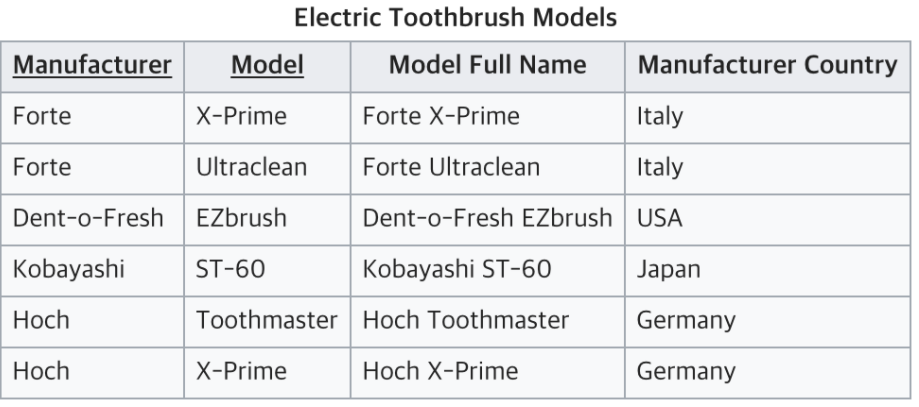 Electric Toothbrush Models
Manufacturer Model Model Full Name Manufacturer Country
Forte X-Prime Forte X-Prime Italy
Forte Ultraclean Forte Ultraclean Italy
Dent-o-Fresh EZbrush Dent-o-Fresh EZbrush USA
Kobayashi ST-60 Kobayashi ST-60 Japan
Hoch Toothmaster Hoch Toothmaster Germany
Hoch X-Prime Hoch X-Prime Germany